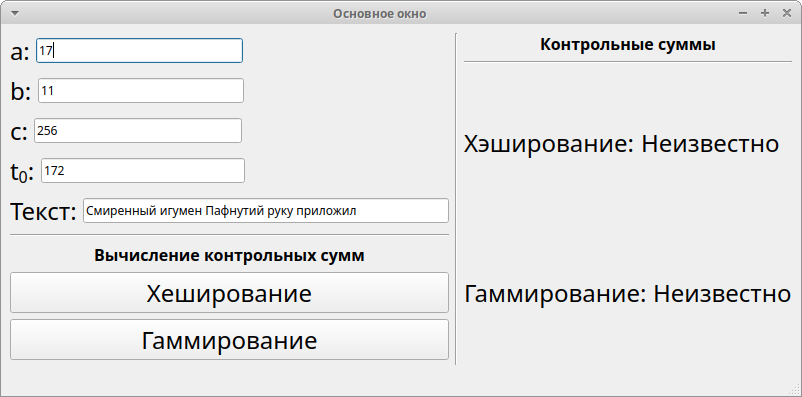 Основное окно
a: 17
b: 11
c: 256
t₀: 172
Текст: Смиренный игумен Пафнутий руку приложил
Вычисление контрольных сумм
Хеширование
Гаммирование
Контрольные суммы
Хэширование: Неизвестно
Гаммирование: Неизвестно